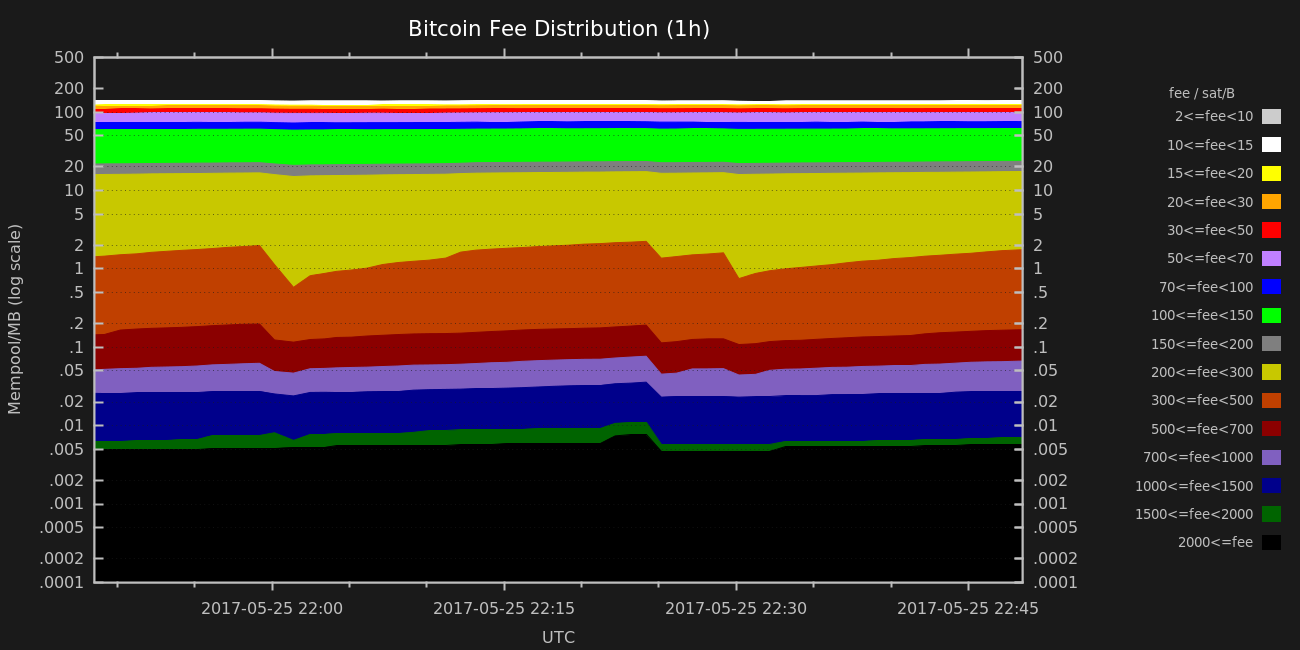 Bitcoin Fee Distribution (1h)
Mempool/MB (log scale)
500
200
100
50
20
10
5
2
1
.5
.2
.1
.05
.02
.01
.005
.002
.001
.0005
.0002
.0001
500
200
100
50
20
10
5
2
1
.5
.2
.1
.05
.02
.01
.005
.002
.001
.0005
.0002
.0001
2017-05-25 22:00
2017-05-25 22:15
2017-05-25 22:30
2017-05-25 22:45
UTC
fee / sat/B
2<=fee<10
10<=fee<15
15<=fee<20
20<=fee<30
30<=fee<50
50<=fee<70
70<=fee<100
100<=fee<150
150<=fee<200
200<=fee<300
300<=fee<500
500<=fee<700
700<=fee<1000
1000<=fee<1500
1500<=fee<2000
2000<=fee